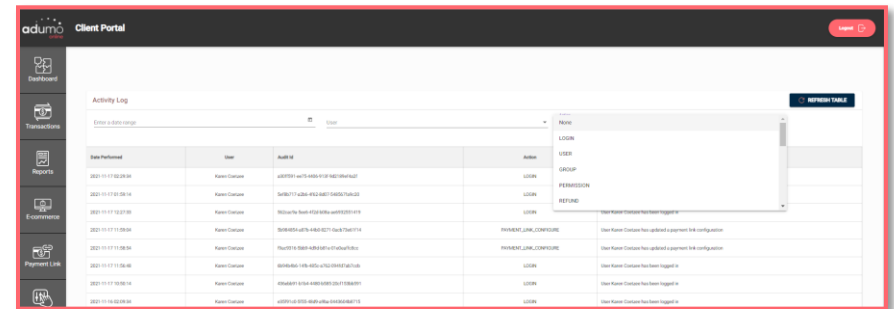 adumo Client Portal Logout
online
Dashboard
Transactions
Reports
E-commerce
Payment Link
Activity Log REFRESH TABLE
Enter a date range User None
LOGIN
USER
GROUP
PERMISSION
REFUND
Date Performed User Audit Id Action
2021-11-17 02:29:34 Karen Coetzee LOGIN
2021-11-17 01:59:14 Karen Coetzee LOGIN
2021-11-17 12:27:03 Karen Coetzee LOGIN User Karen Coetzee has been logged in
2021-11-17 11:59:04 Karen Coetzee PAYMENT_LINK_CONFIGURE User Karen Coetzee has updated a payment link configuration
2021-11-17 11:58:54 Karen Coetzee PAYMENT_LINK_CONFIGURE User Karen Coetzee has updated a payment link configuration
2021-11-17 11:56:40 Karen Coetzee LOGIN User Karen Coetzee has been logged in
2021-11-17 10:56:14 Karen Coetzee LOGIN User Karen Coetzee has been logged in
2021-11-16 02:09:34 Karen Coetzee LOGIN User Karen Coetzee has been logged in